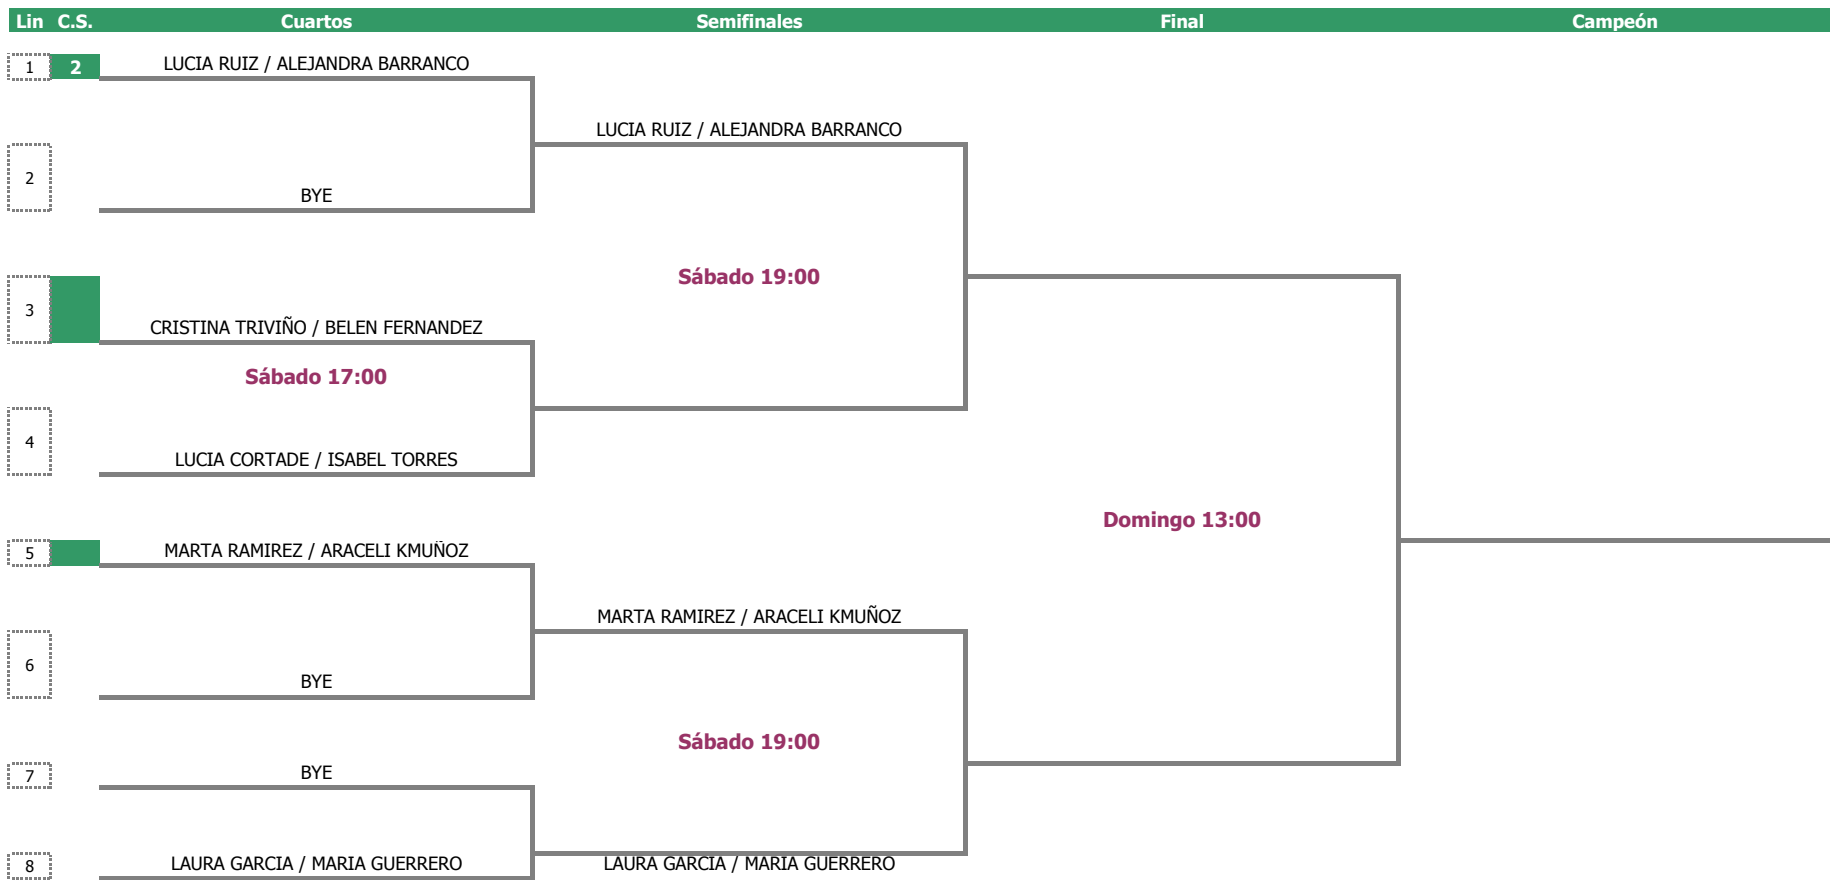 Lin C.S. Cuartos Semifinales Final Campeón
1 2 LUCIA RUIZ / ALEJANDRA BARRANCO
LUCIA RUIZ / ALEJANDRA BARRANCO
2
BYE
Sábado 19:00
3
CRISTINA TRIVIÑO / BELEN FERNANDEZ
Sábado 17:00
4
LUCIA CORTADE / ISABEL TORRES
Domingo 13:00
5 MARTA RAMIREZ / ARACELI KMUÑOZ
MARTA RAMIREZ / ARACELI KMUÑOZ
6
BYE
Sábado 19:00
7 BYE
8 LAURA GARCIA / MARIA GUERRERO LAURA GARCIA / MARIA GUERRERO